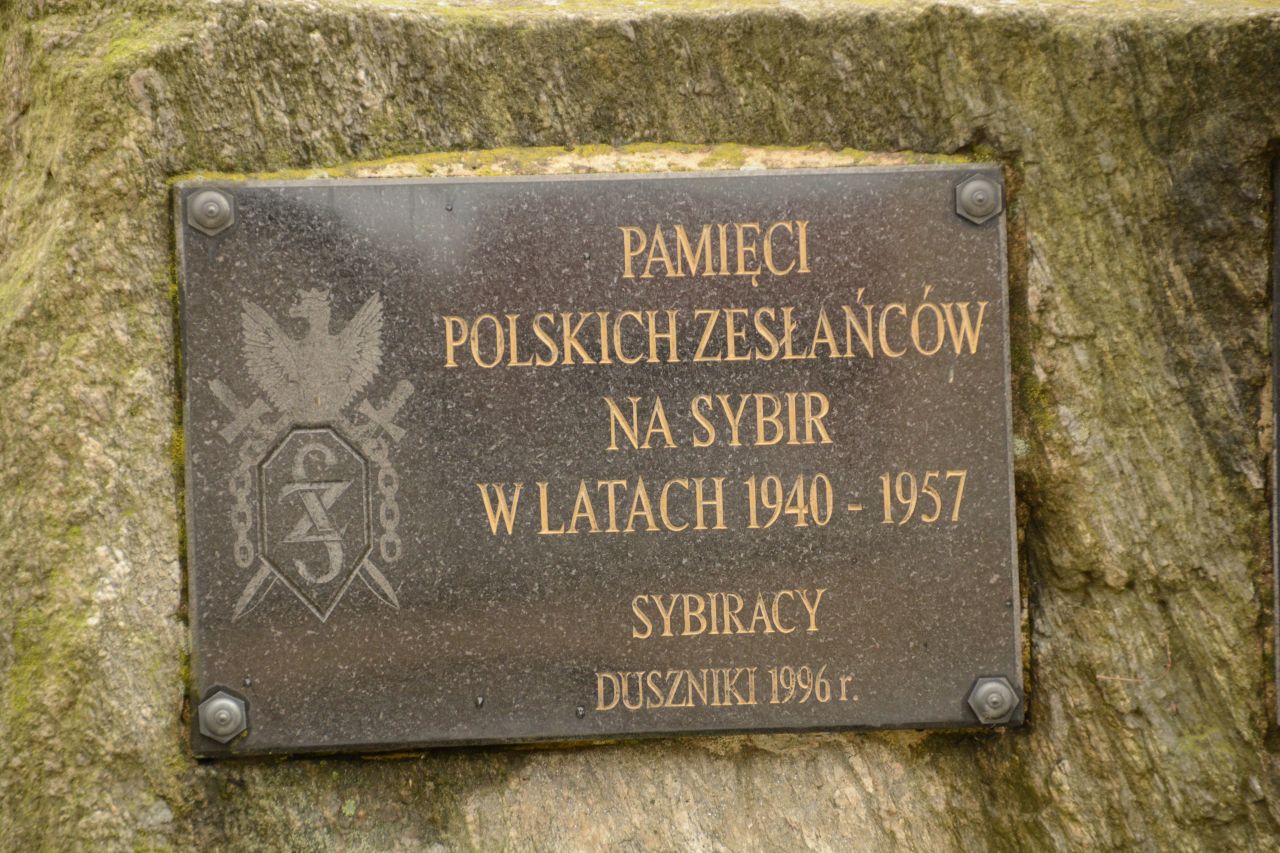 PAMIĘCI
POLSKICH ZESŁAŃCÓW
NA SYBIR
W LATACH 1940 - 1957
SYBIRACY
DUSZNIKI 1996 r.